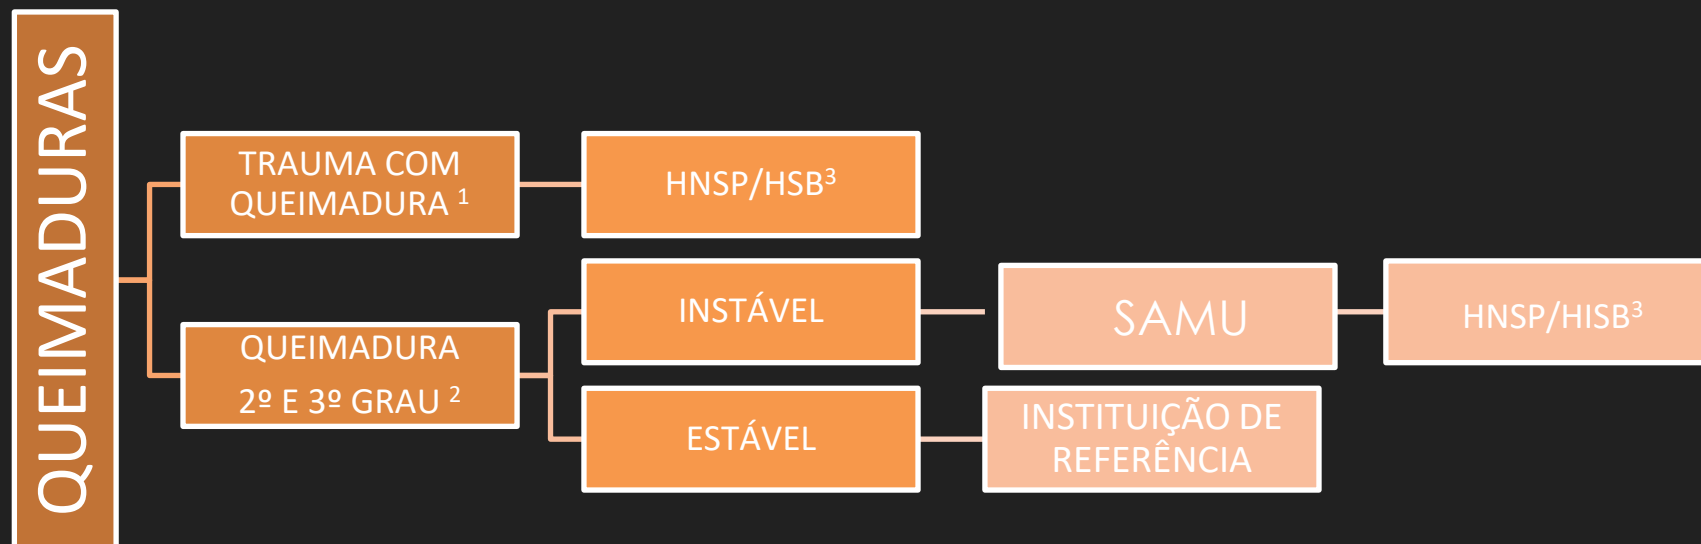 QUEIMADURAS
TRAUMA COM
QUEIMADURA ¹
HNSP/HSB³
QUEIMADURA
2º E 3º GRAU ²
INSTÁVEL
SAMU
HNSP/HISB³
ESTÁVEL
INSTITUIÇÃO DE
REFERÊNCIA